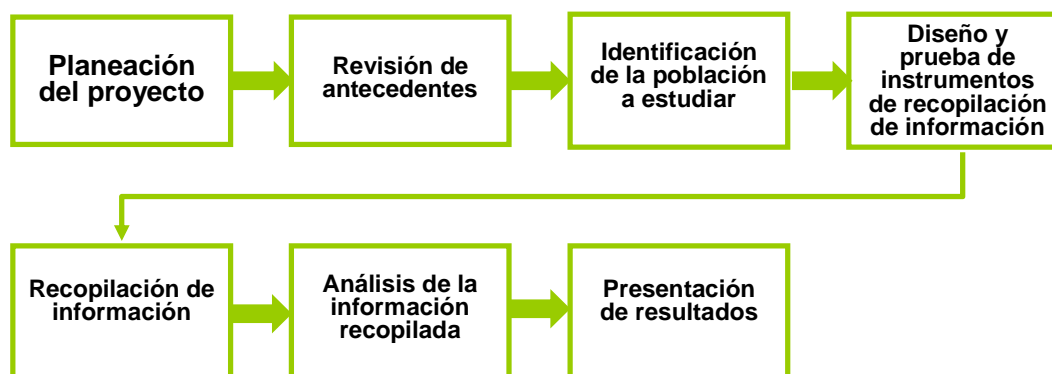 Planeación
del proyecto
Revisión de
antecedentes
Identificación
de la población
a estudiar
Diseño y
prueba de
instrumentos
de recopilación
de información
Recopilación de
información
Análisis de la
información
recopilada
Presentación
de resultados